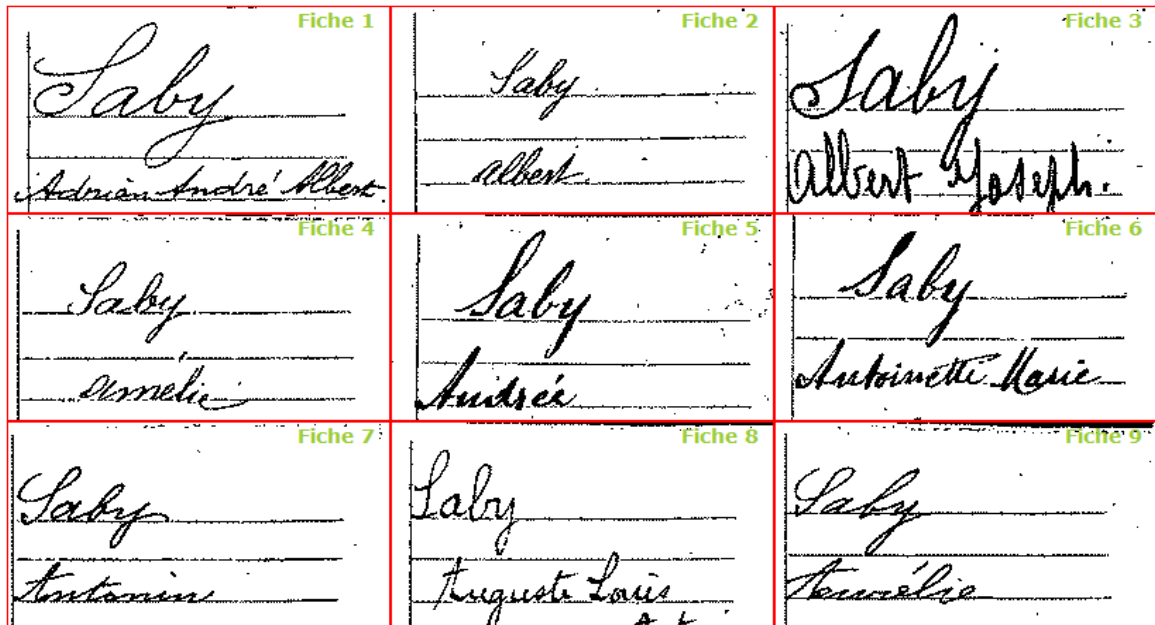 Fiche 1
Saby
Adrian André Albert
Fiche 2
Saby
Albert
Fiche 3
Saby
Albert Joseph.
Fiche 4
Saby
Amélie
Fiche 5
Saby
Andrée
Fiche 6
Saby
Antoinette Marie
Fiche 7
Saby
Antonin
Fiche 8
Saby
Auguste Louis
Fiche 9
Saby
Aurélie